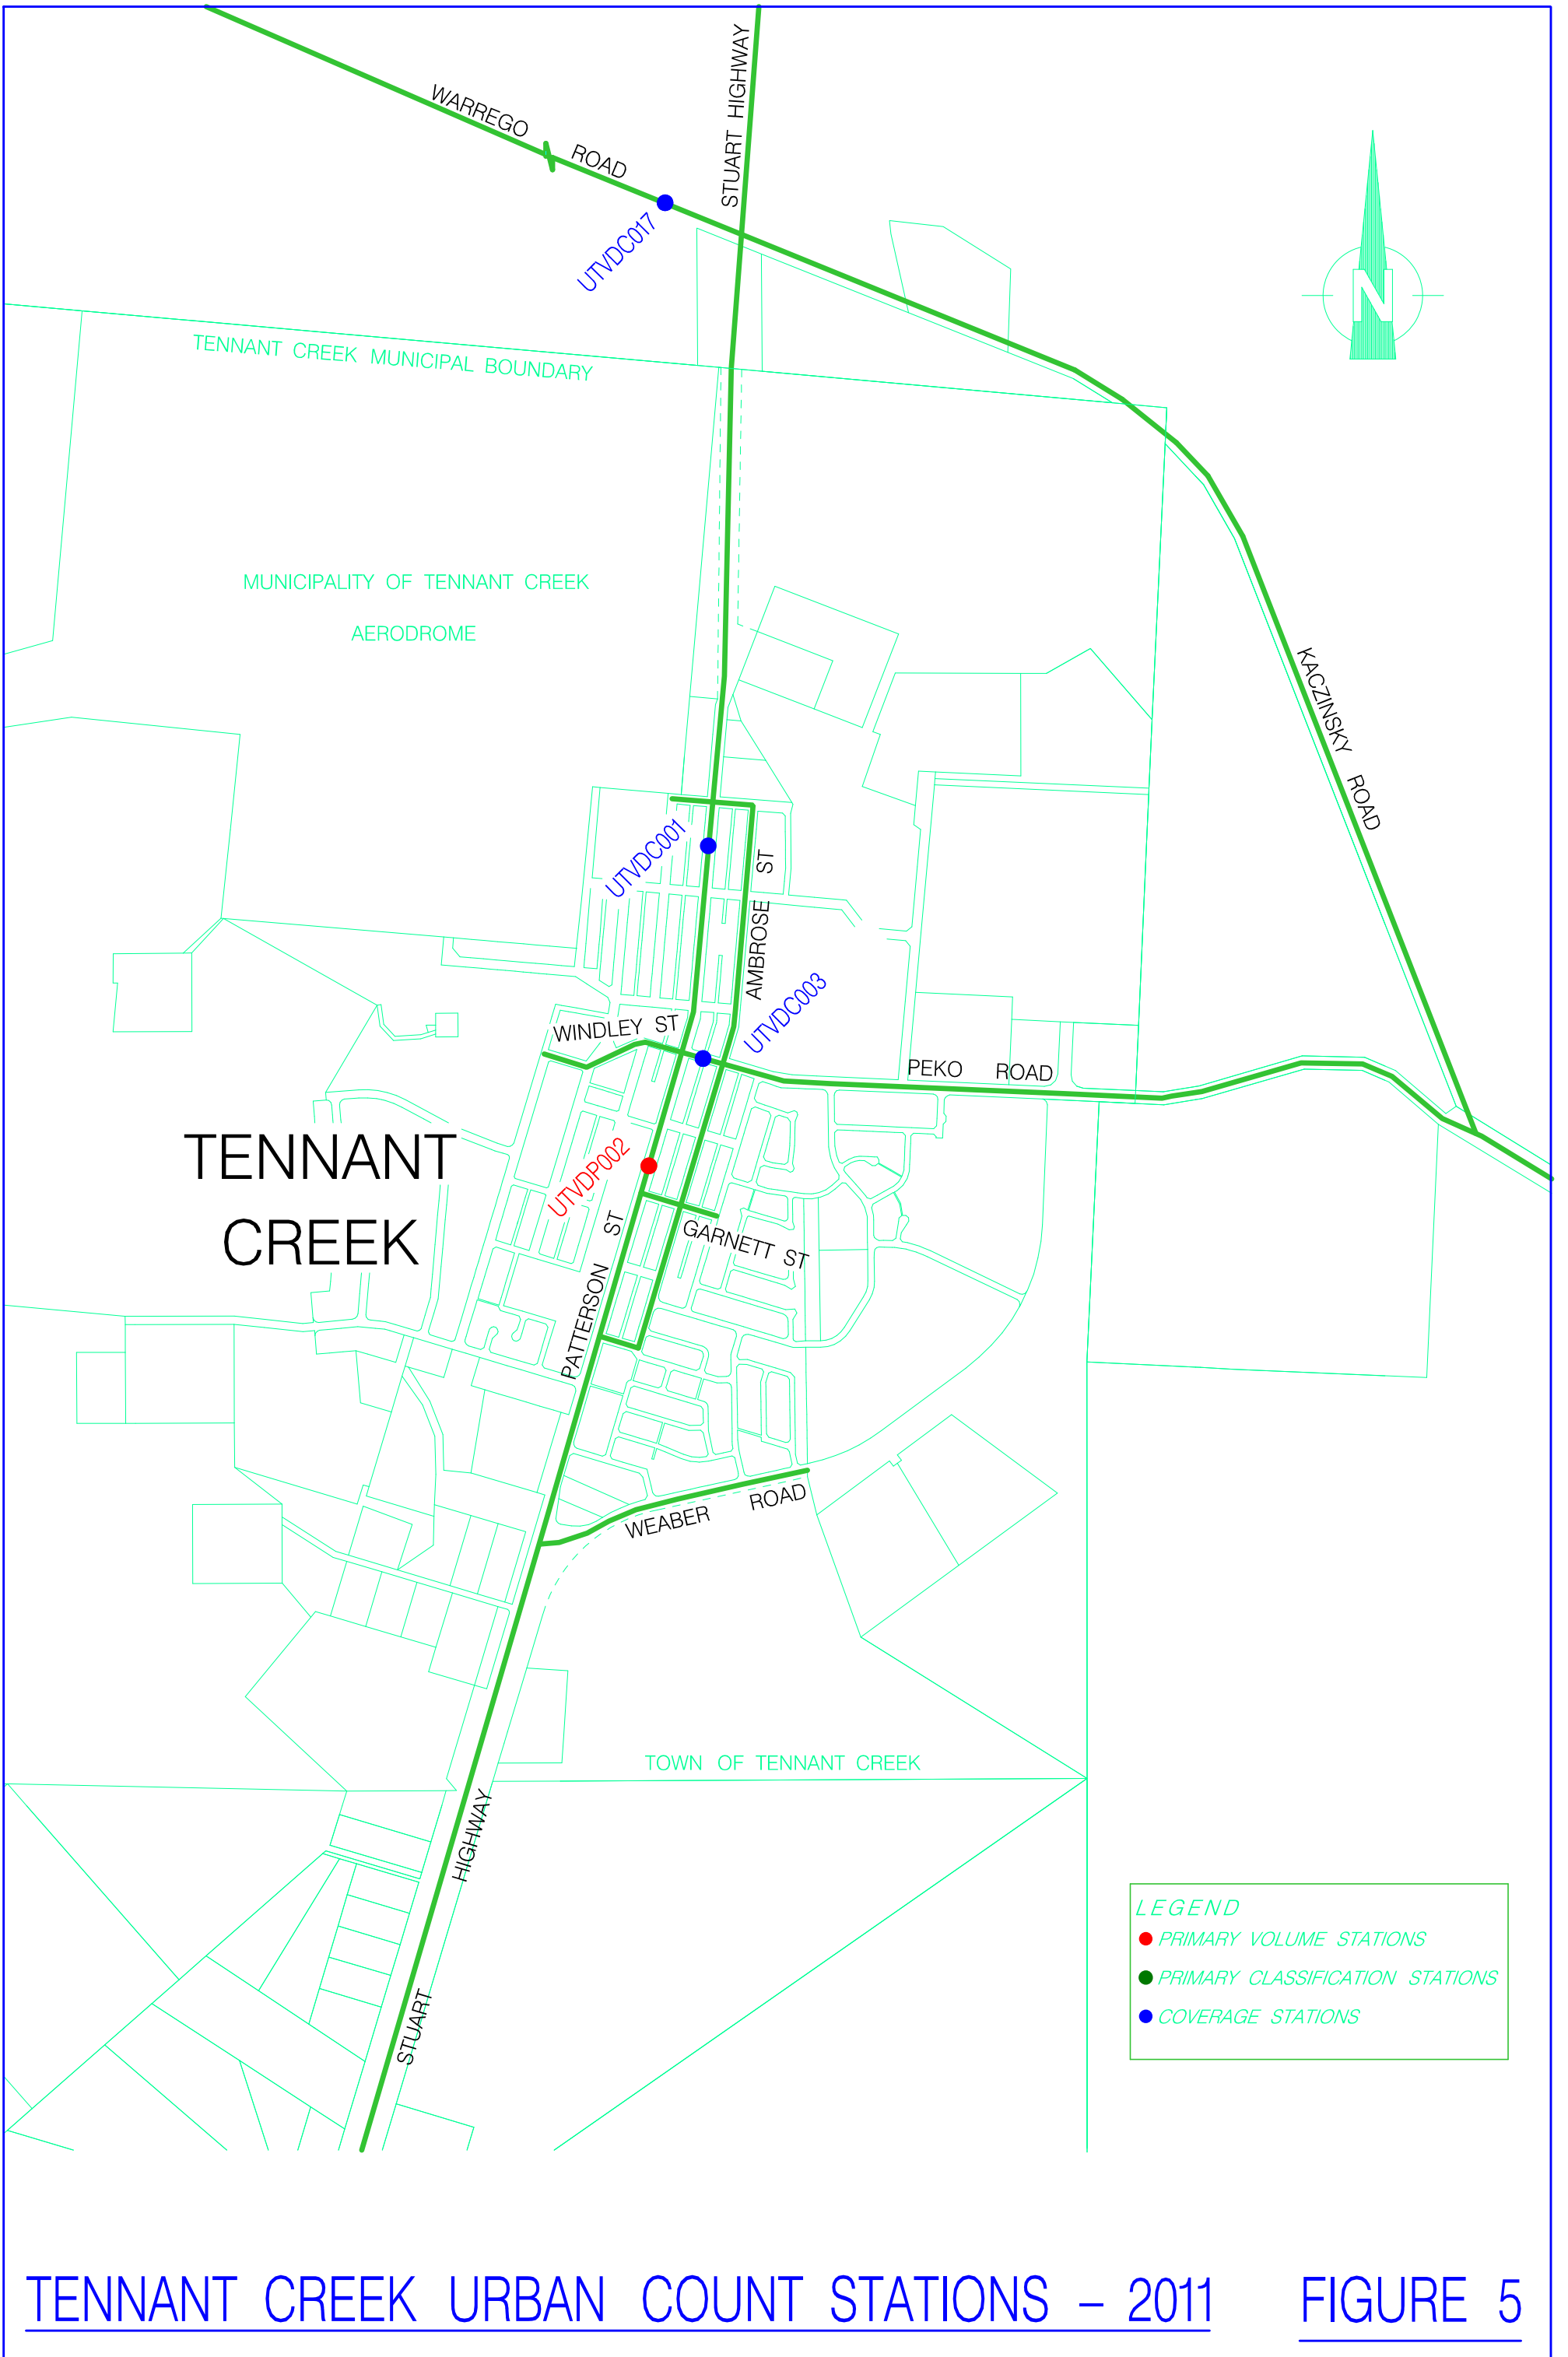 WARREGO ROAD
STUART HIGHWAY
UTVDC017
N
TENNANT CREEK MUNICIPAL BOUNDARY
MUNICIPALITY OF TENNANT CREEK
AERODROME
KACZINSKY ROAD
UTVDC001
AMBROSE ST
UTVDC003
WINDLEY ST
PEKO ROAD
TENNANT
CREEK
UTVDP002
GARNETT ST
PATTERSON ST
WEABER ROAD
TOWN OF TENNANT CREEK
STUART HIGHWAY
LEGEND
PRIMARY VOLUME STATIONS
PRIMARY CLASSIFICATION STATIONS
COVERAGE STATIONS
TENNANT CREEK URBAN COUNT STATIONS – 2011 FIGURE 5